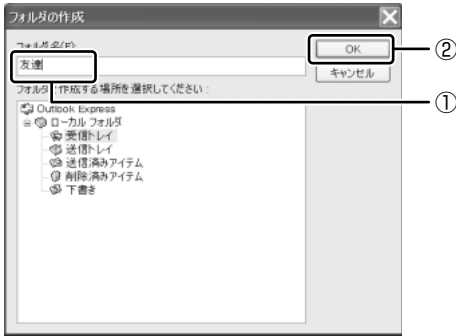 フォルダの作成
フォルダ名(F):
友達
OK
②
キャンセル
フォルダを作成する場所を選択してください:
①
Outlook Express
ローカル フォルダ
受信トレイ
送信トレイ
送信済みアイテム
削除済みアイテム
下書き